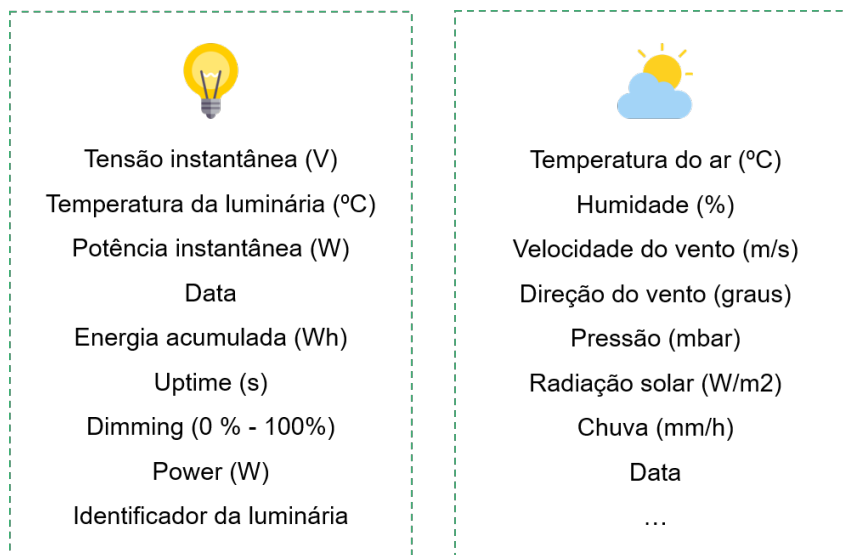 Tensão instantânea (V)
Temperatura da luminária (ºC)
Potência instantânea (W)
Data
Energia acumulada (Wh)
Uptime (s)
Dimming (0 % - 100%)
Power (W)
Identificador da luminária
Temperatura do ar (ºC)
Humidade (%)
Velocidade do vento (m/s)
Direção do vento (graus)
Pressão (mbar)
Radiação solar (W/m2)
Chuva (mm/h)
Data
...